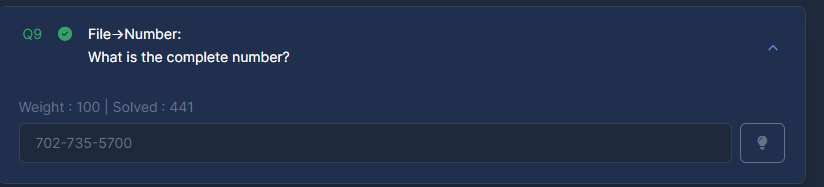 Q9 File→Number:
What is the complete number?
Weight : 100 | Solved : 441
702-735-5700